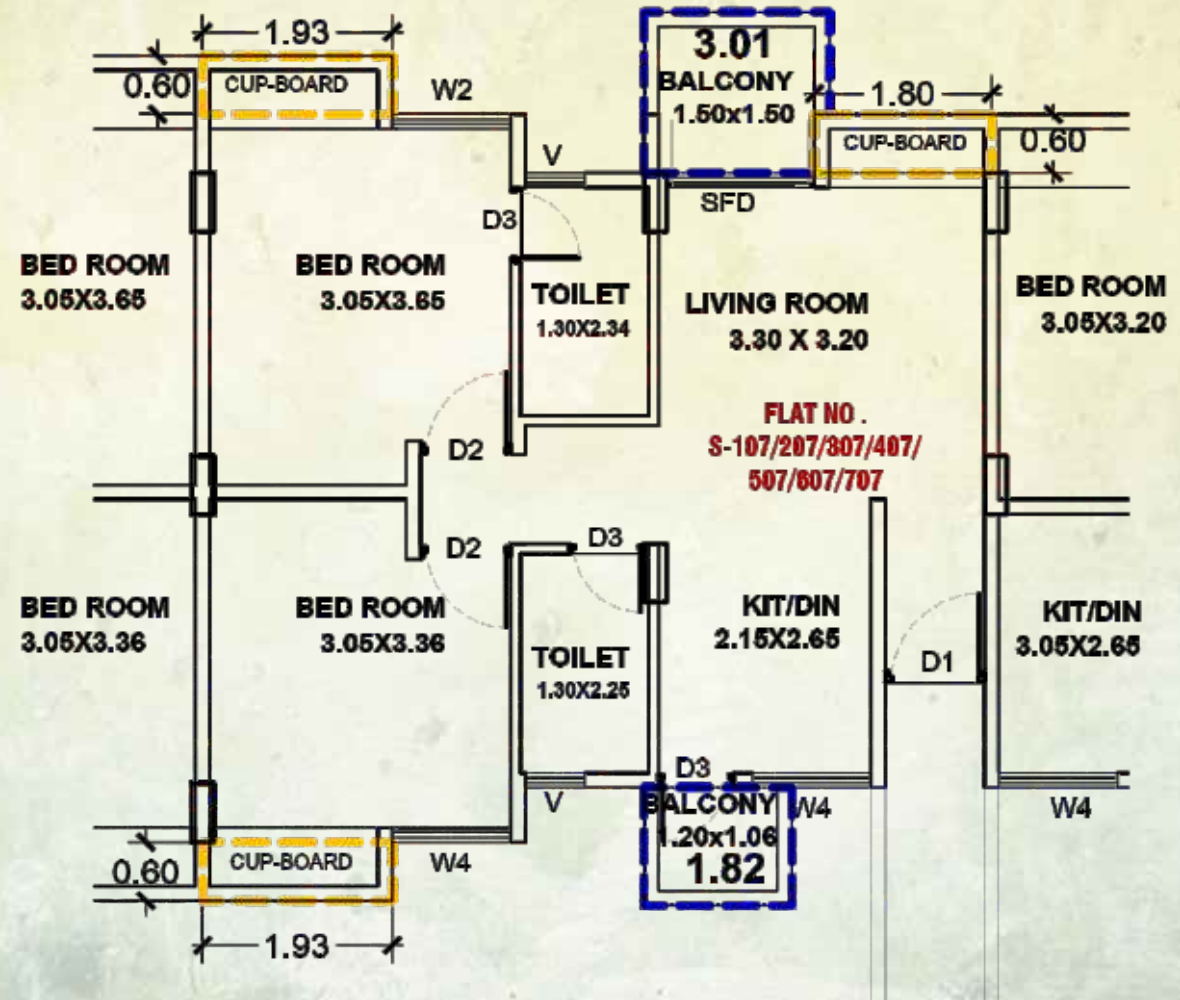 1.93
0.60
CUP-BOARD
W2
V
3.01
BALCONY
1.50x1.50
1.80
CUP-BOARD
0.60
SFD
D3
BED ROOM
3.05X3.65
BED ROOM
3.05X3.65
TOILET
1.30X2.34
LIVING ROOM
3.30 X 3.20
BED ROOM
3.05X3.20
FLAT NO .
S-107/207/307/407/
507/607/707
D2
D2
D3
BED ROOM
3.05X3.36
BED ROOM
3.05X3.36
TOILET
1.30X2.25
KIT/DIN
2.15X2.65
D1
KIT/DIN
3.05X2.65
D3
V
BALCONY
1.20x1.06
1.82
W4
W4
0.60
CUP-BOARD
W4
1.93